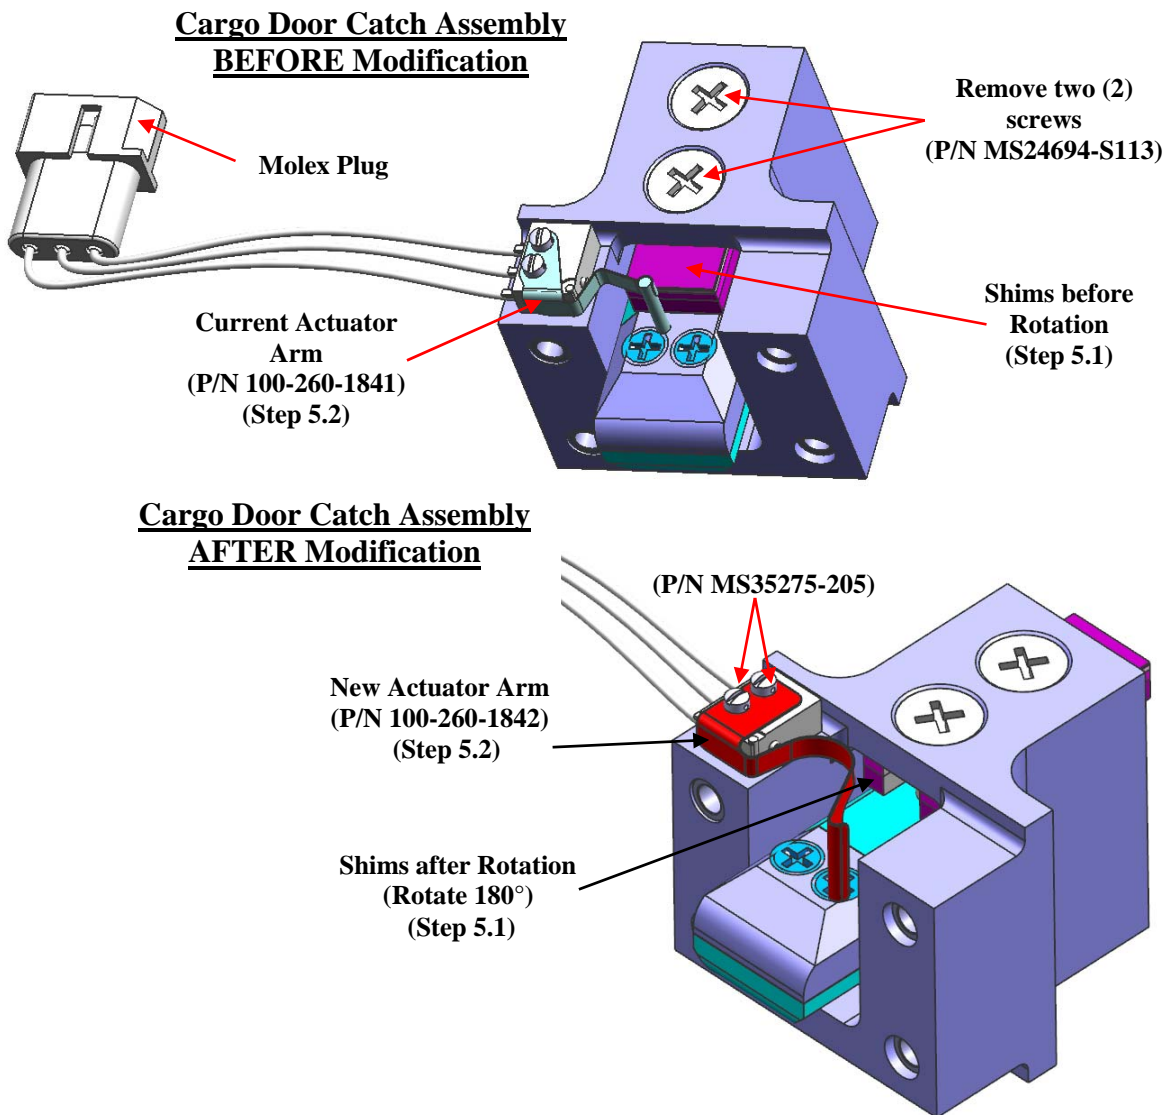 Cargo Door Catch Assembly
BEFORE Modification
Remove two (2)
screws
(P/N MS24694-S113)
Molex Plug
Shims before
Rotation
(Step 5.1)
Current Actuator
Arm
(P/N 100-260-1841)
(Step 5.2)
Cargo Door Catch Assembly
AFTER Modification
(P/N MS35275-205)
New Actuator Arm
(P/N 100-260-1842)
(Step 5.2)
Shims after Rotation
(Rotate 180°)
(Step 5.1)